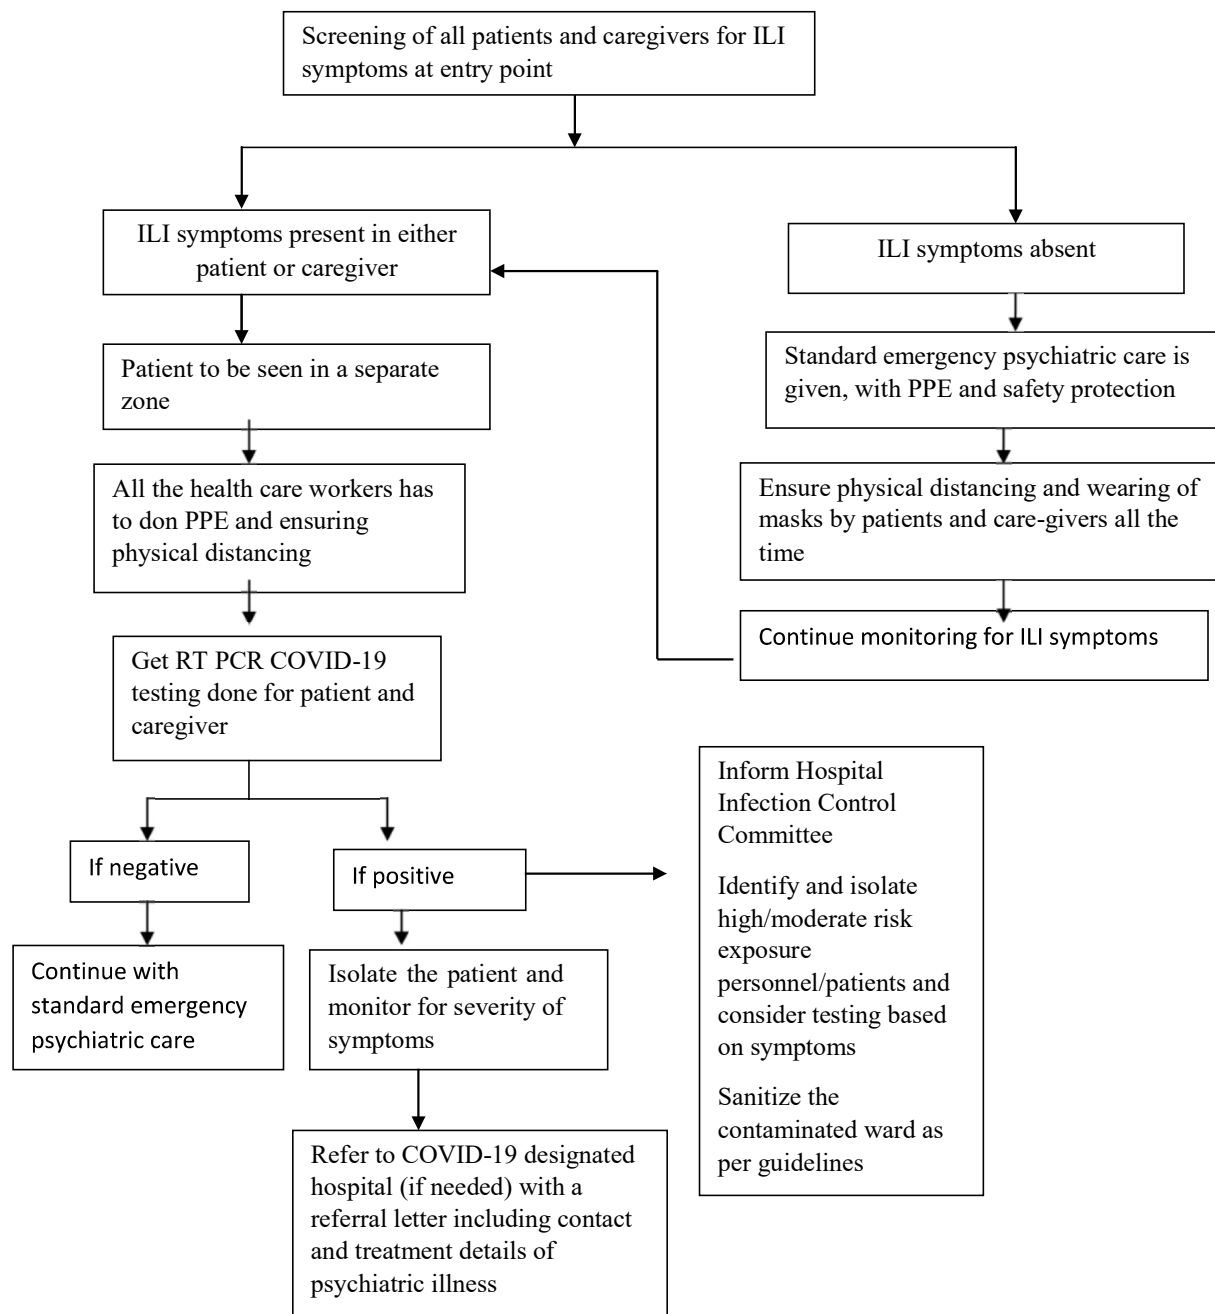 Screening of all patients and caregivers for ILI
symptoms at entry point
ILI symptoms present in either
patient or caregiver
ILI symptoms absent
Patient to be seen in a separate
zone
Standard emergency psychiatric care is
given, with PPE and safety protection
All the health care workers has
to don PPE and ensuring
physical distancing
Ensure physical distancing and wearing of
masks by patients and care-givers all the
time
Continue monitoring for ILI symptoms
Get RT PCR COVID-19
testing done for patient and
caregiver
If negative
If positive
Inform Hospital
Infection Control
Committee
Identify and isolate
high/moderate risk
exposure
personnel/patients and
consider testing based
on symptoms
Sanitize the
contaminated ward as
per guidelines
Continue with
standard emergency
psychiatric care
Isolate the patient and
monitor for severity of
symptoms
Refer to COVID-19 designated
hospital (if needed) with a
referral letter including contact
and treatment details of
psychiatric illness